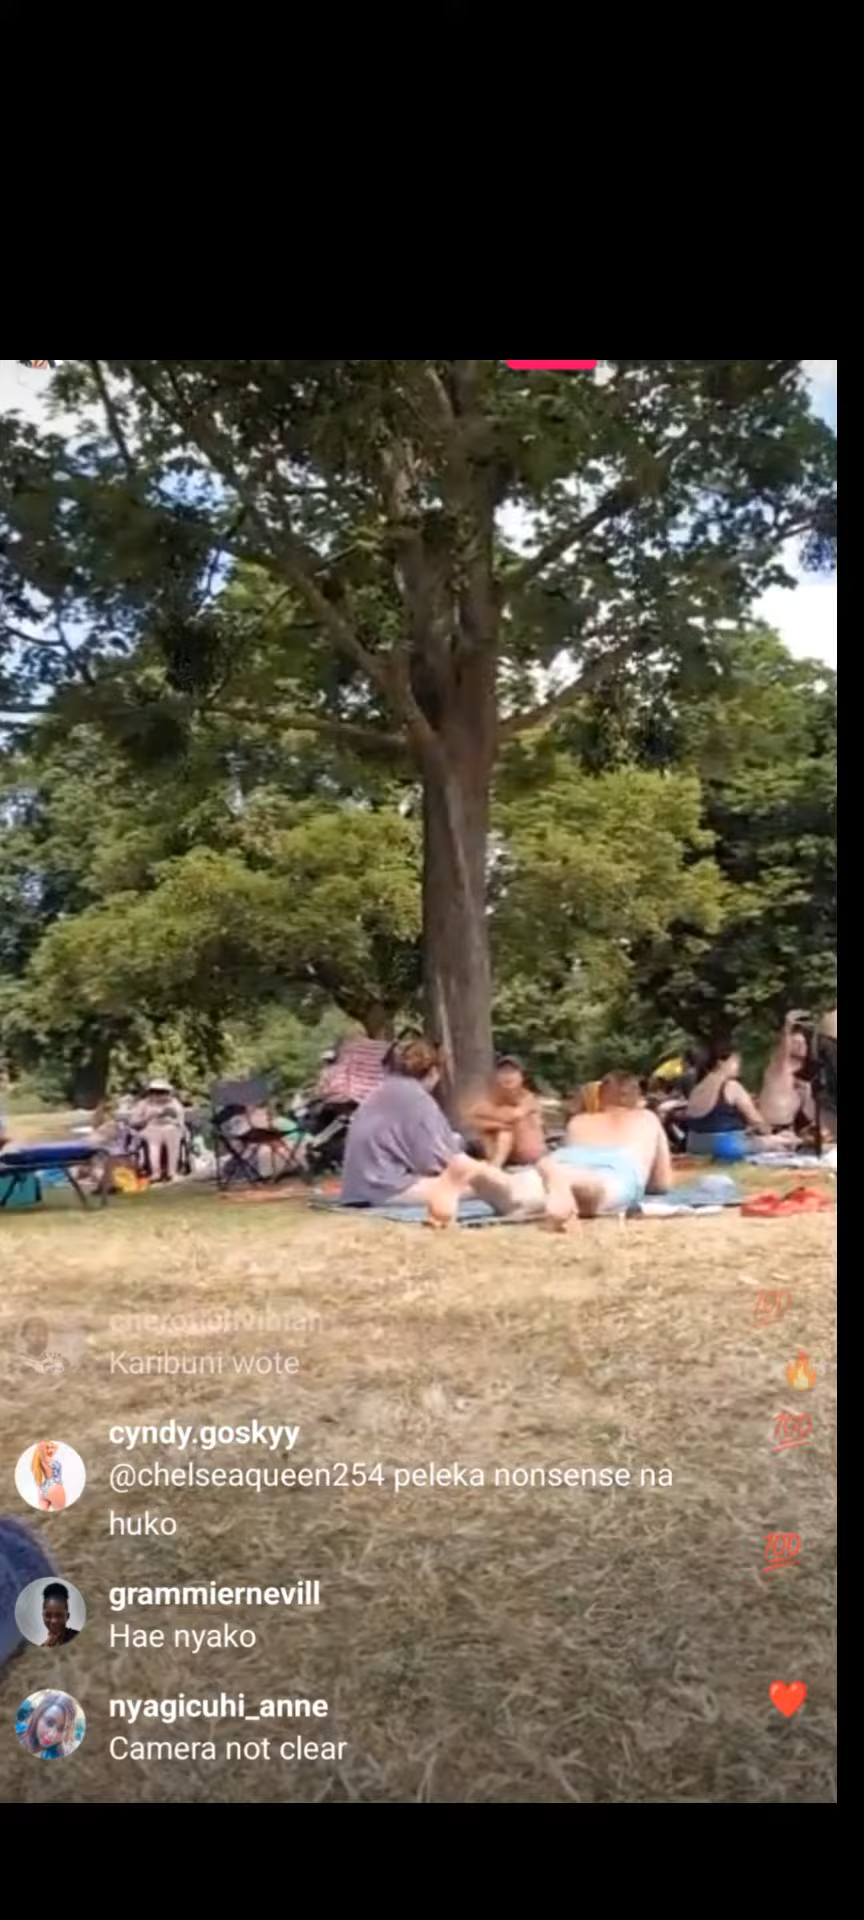 Karibuni wote
cyndy.goskyy
@chelseaqueen254 peleka nonsense na
huko
grammiernevill
Hae nyako
nyagicuhi_anne
Camera not clear